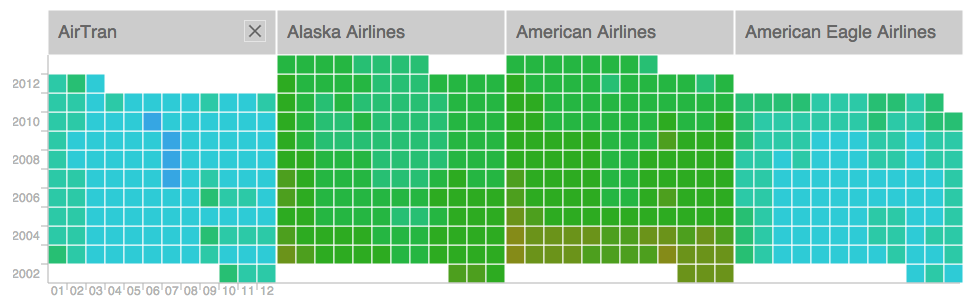 AirTran
Alaska Airlines
American Airlines
American Eagle Airlines
2012
2010
2008
2006
2004
2002
01 02 03 04 05 06 07 08 09 10 11 12